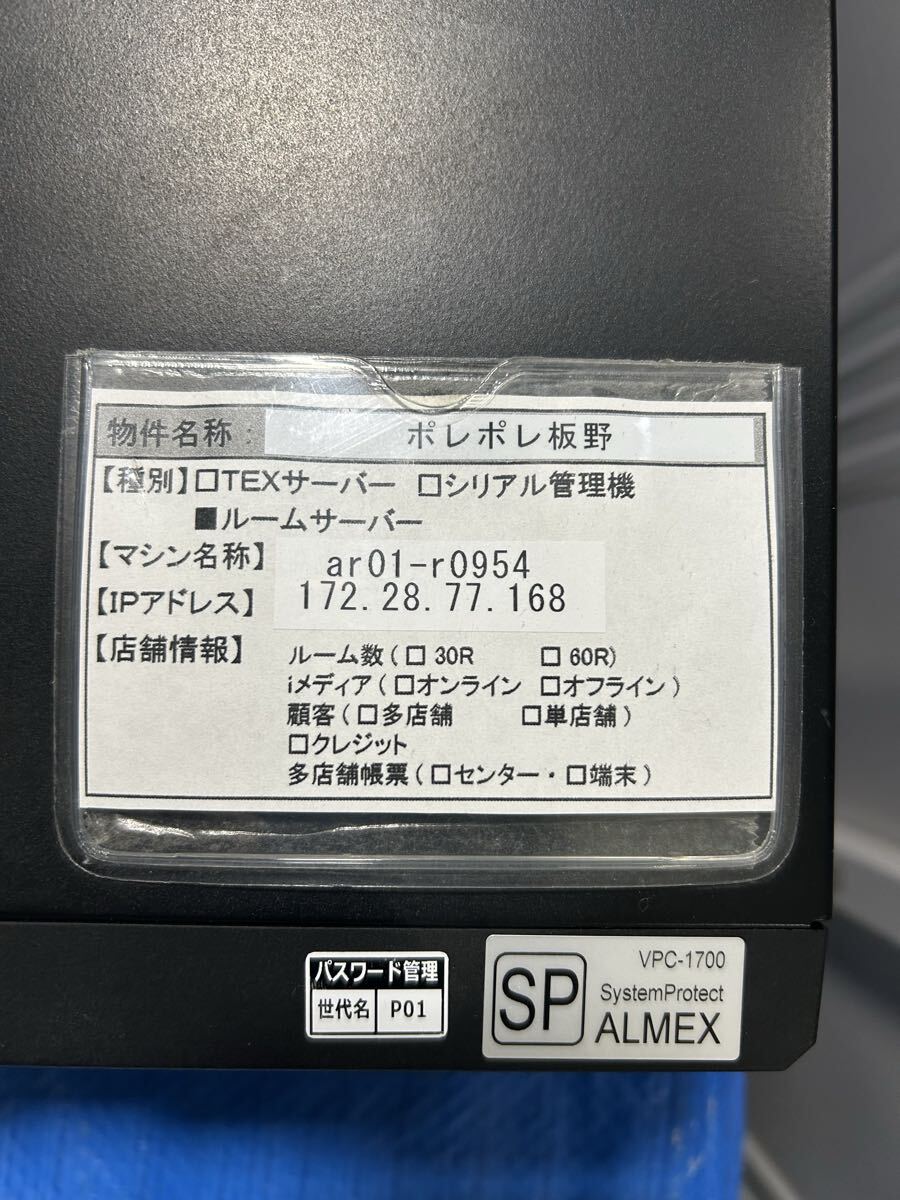 物件名称： ポレポレ板野
【種別】□TEXサーバー □シリアル管理機
■ルームサーバー
【マシン名称】 ar01-r0954
【IPアドレス】 172.28.77.168
【店舗情報】 ルーム数（□ 30R □ 60R）
iメディア（□オンライン □オフライン）
顧客（□多店舗 □単店舗）
□クレジット
多店舗帳票（□センター・□端末）
パスワード管理
世代名 P01
SP
VPC-1700
SystemProtect
ALMEX